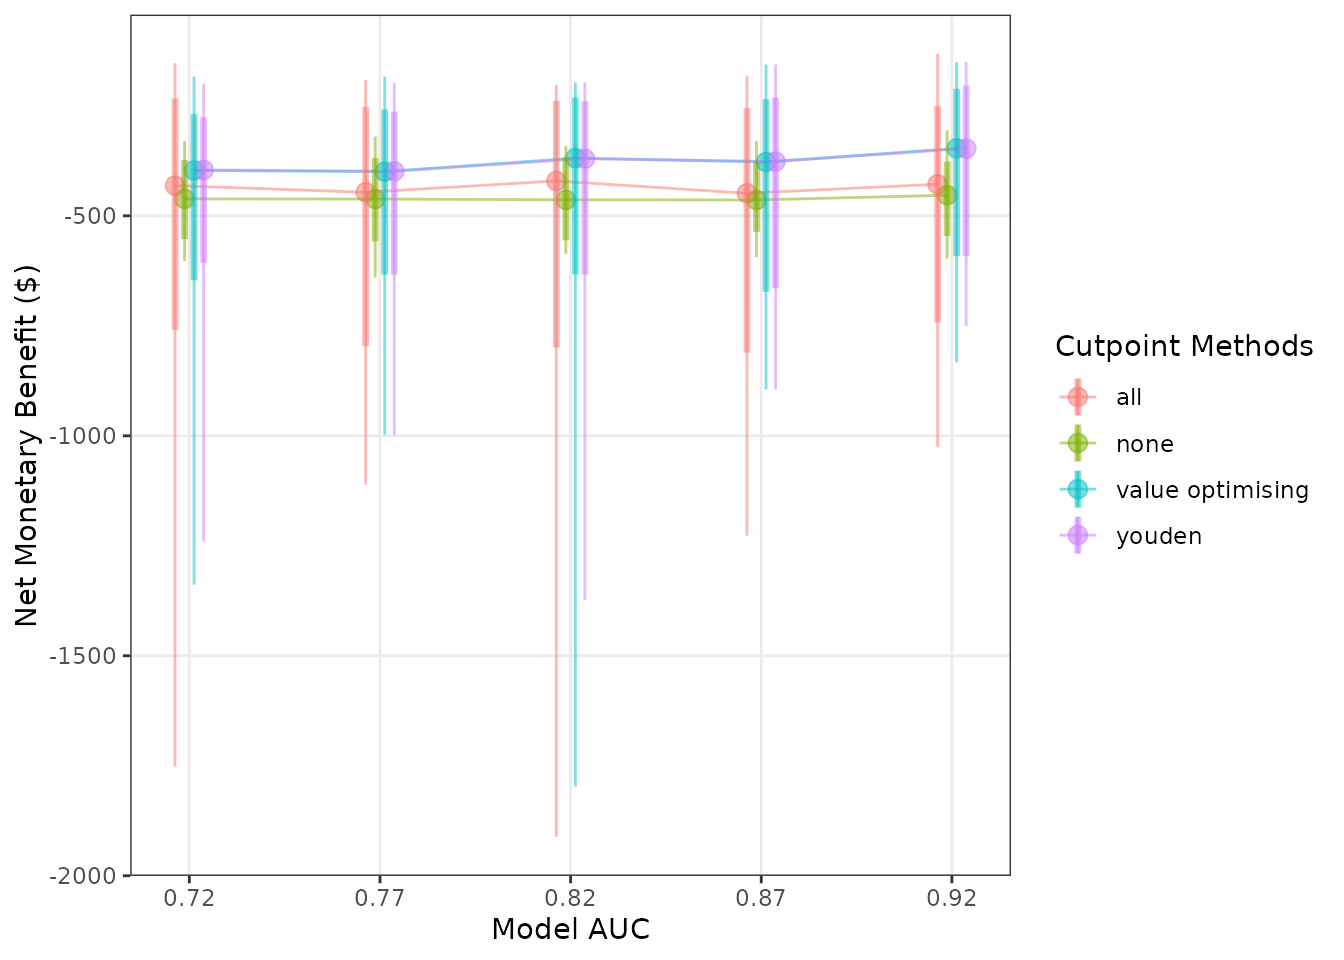 Net Monetary Benefit ($)
-500
-1000
-1500
-2000
0.72
0.77
0.82
0.87
0.92
Model AUC
Cutpoint Methods
all
none
value optimising
youden